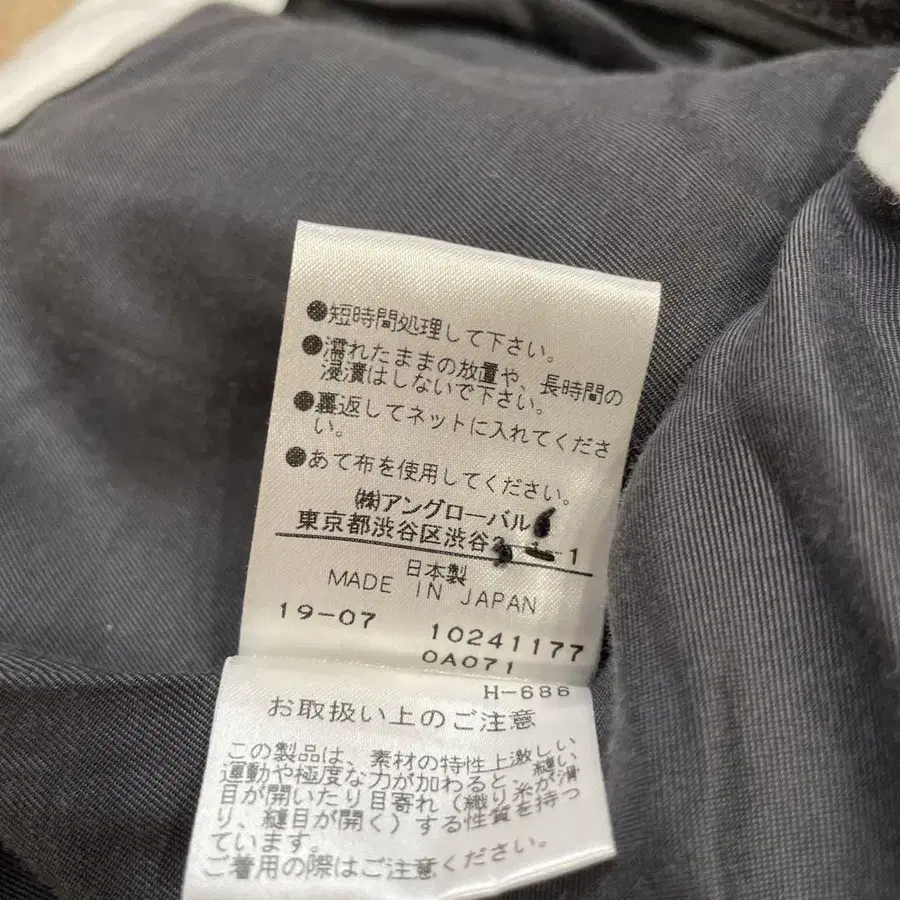 ●短時間処理して下さい。
●濡れたままの放置や、長時間の
浸漬はしないで下さい。
●裏返してネットに入れてくださ
い。
●あて布を使用してください。
㈱アングローバル
東京都渋谷区渋谷2-1-1
日本製
MADE IN JAPAN
19-07 10241177
0A071
H-686
お取扱い上のご注意
この製品は、素材の特性上激しい
運動や極度な力が加わると、縫い
目が開いたり目寄れ(織り糸が滑
り、縫目が開く)する性質を持っ
ています。
ご着用の際はご注意ください。